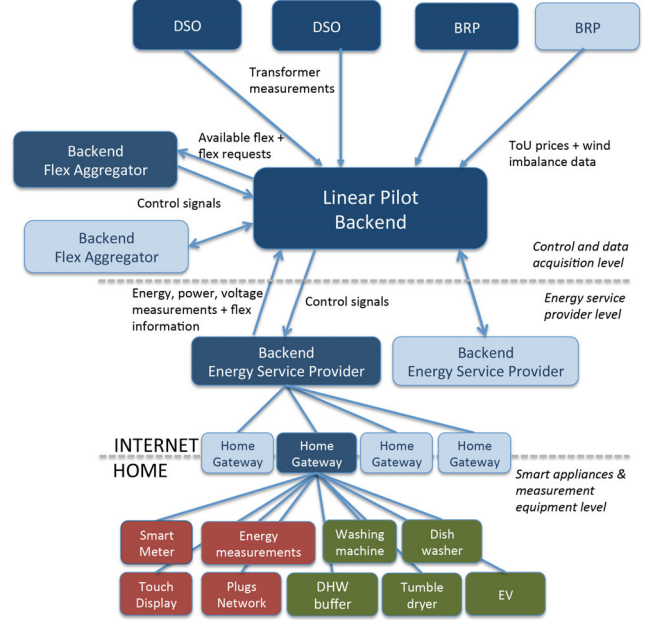 DSO
DSO
BRP
BRP
Transformer
measurements
Available flex +
flex requests
ToU prices + wind
imbalance data
Backend
Flex Aggregator
Linear Pilot
Backend
Control signals
Backend
Flex Aggregator
Control and data
acquisition level
Energy, power, voltage
measurements + flex
information
Control signals
Energy service
provider level
Backend
Energy Service Provider
Backend
Energy Service Provider
INTERNET
HOME
Home
Gateway
Home
Gateway
Home
Gateway
Home
Gateway
Smart appliances &
measurement
equipment level
Smart
Meter
Energy
measurements
Washing
machine
Dish
washer
Touch
Display
Plugs
Network
DHW
buffer
Tumble
dryer
EV